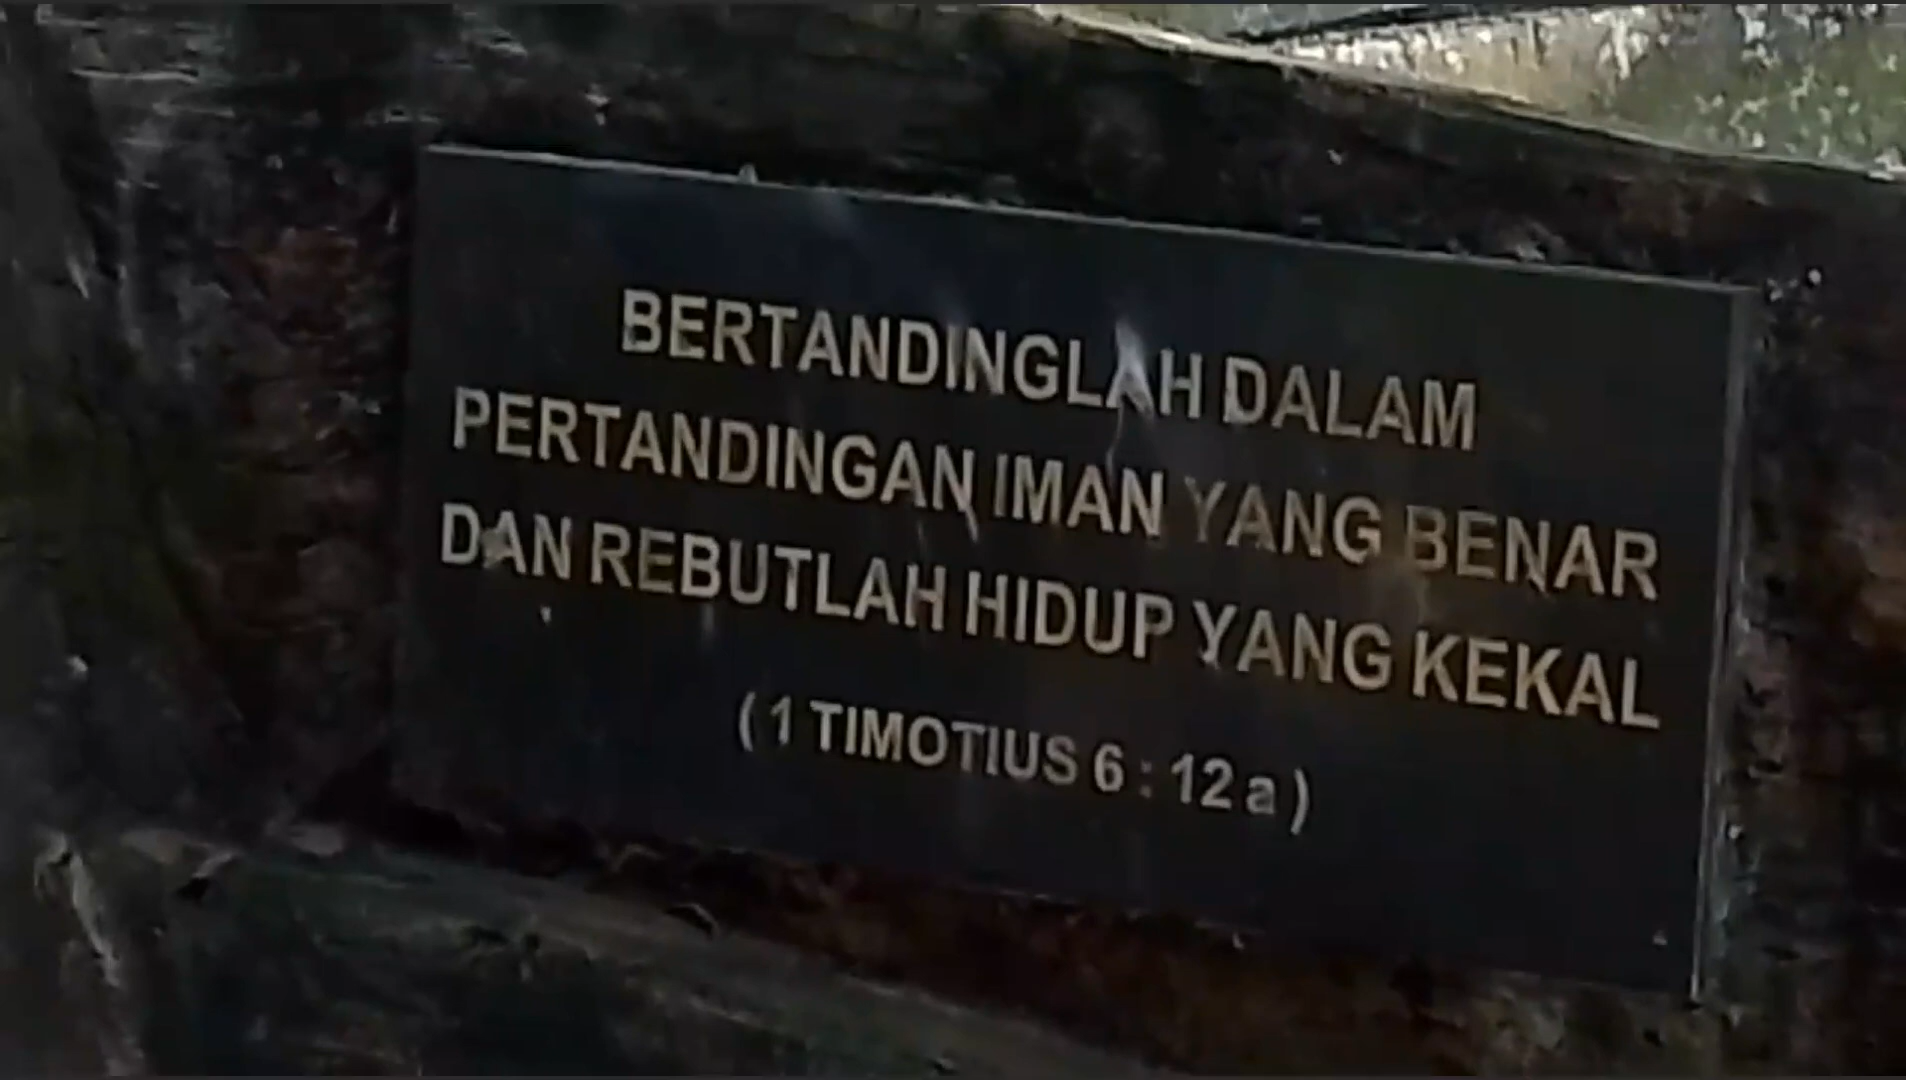 BERTANDINGLAH DALAM
PERTANDINGAN IMAN YANG BENAR
DAN REBUTLAH HIDUP YANG KEKAL
( 1 TIMOTIUS 6 : 12 a )